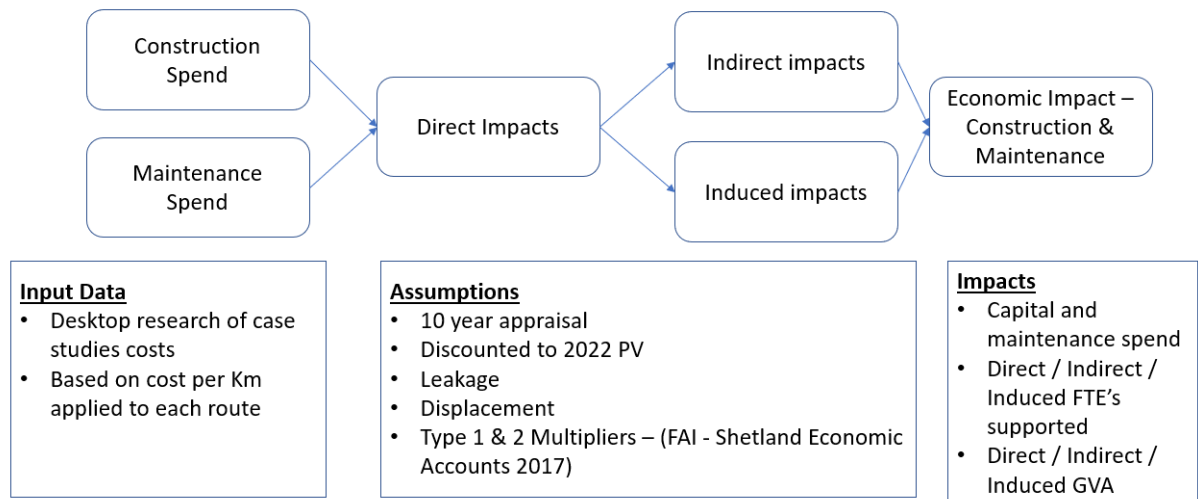 Construction
Spend
Maintenance
Spend
Direct Impacts
Indirect impacts
Induced impacts
Economic Impact –
Construction &
Maintenance
Input Data
• Desktop research of case
studies costs
• Based on cost per Km
applied to each route
Assumptions
• 10 year appraisal
• Discounted to 2022 PV
• Leakage
• Displacement
• Type 1 & 2 Multipliers – (FAI - Shetland Economic
Accounts 2017)
Impacts
• Capital and
maintenance spend
• Direct / Indirect /
Induced FTE's
supported
• Direct / Indirect /
Induced GVA